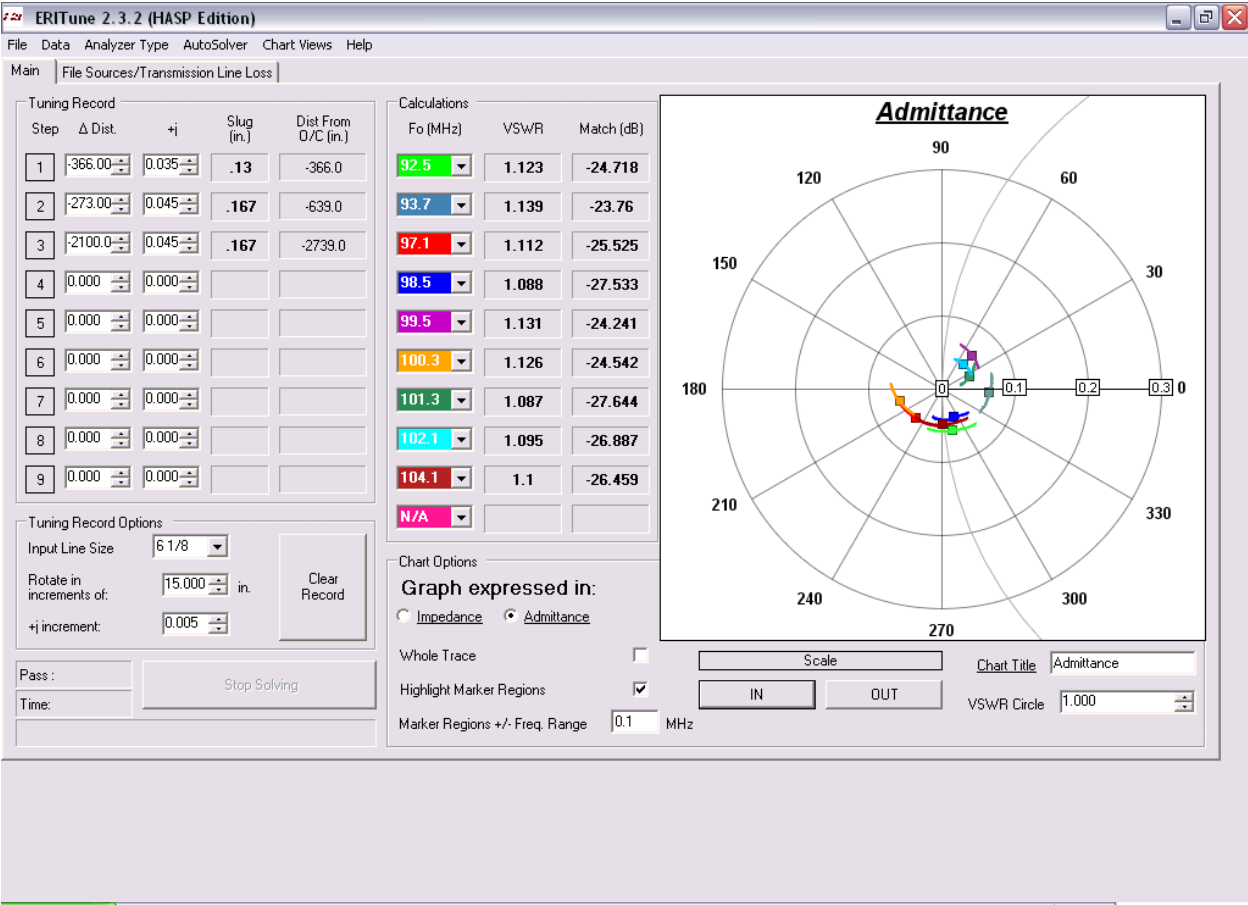 ERITune 2.3.2 (HASP Edition)
File Data Analyzer Type AutoSolver Chart Views Help
Main File Sources/Transmission Line Loss
Tuning Record
Step Δ Dist. +j Slug (in.) Dist From O/C (in.)
1 -366.00 0.035 .13 -366.0
2 -273.00 0.045 .167 -639.0
3 -2100.0 0.045 .167 -2739.0
4 0.000 0.000
5 0.000 0.000
6 0.000 0.000
7 0.000 0.000
8 0.000 0.000
9 0.000 0.000
Tuning Record Options
Input Line Size 6 1/8
Rotate in increments of: 15.000 in.
+j increment: 0.005
Clear Record
Pass :
Time:
Stop Solving
Calculations
Fo (MHz) VSWR Match (dB)
92.5 1.123 -24.718
93.7 1.139 -23.76
97.1 1.112 -25.525
98.5 1.088 -27.533
99.5 1.131 -24.241
100.3 1.126 -24.542
101.3 1.087 -27.644
102.1 1.095 -26.887
104.1 1.1 -26.459
N/A
Chart Options
Graph expressed in:
Impedance Admittance
Whole Trace
Highlight Marker Regions
Marker Regions +/- Freq. Range 0.1 MHz
Admittance
90
120 60
150 30
180 0 0.1 0.2 0.3 0
210 330
240 300
270
Scale
IN OUT
Chart Title Admittance
VSWR Circle 1.000